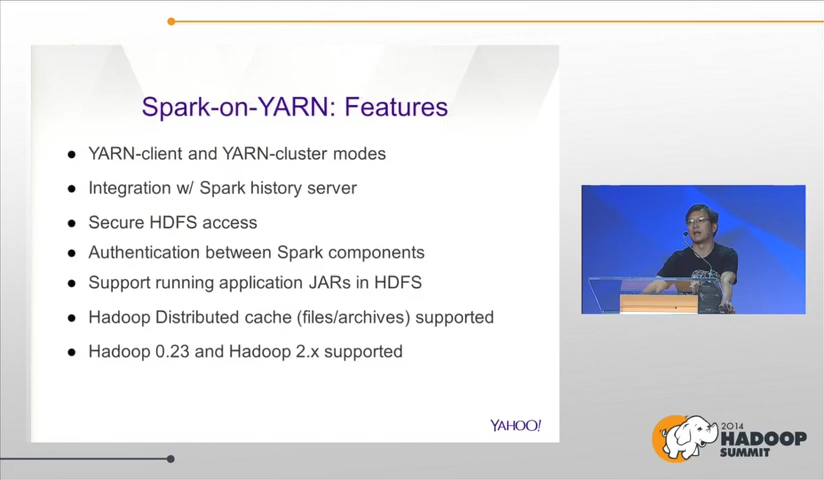 Spark-on-YARN: Features
● YARN-client and YARN-cluster modes
● Integration w/ Spark history server
● Secure HDFS access
● Authentication between Spark components
● Support running application JARs in HDFS
● Hadoop Distributed cache (files/archives) supported
● Hadoop 0.23 and Hadoop 2.x supported
YAHOO!
2014
HADOOP
SUMMIT